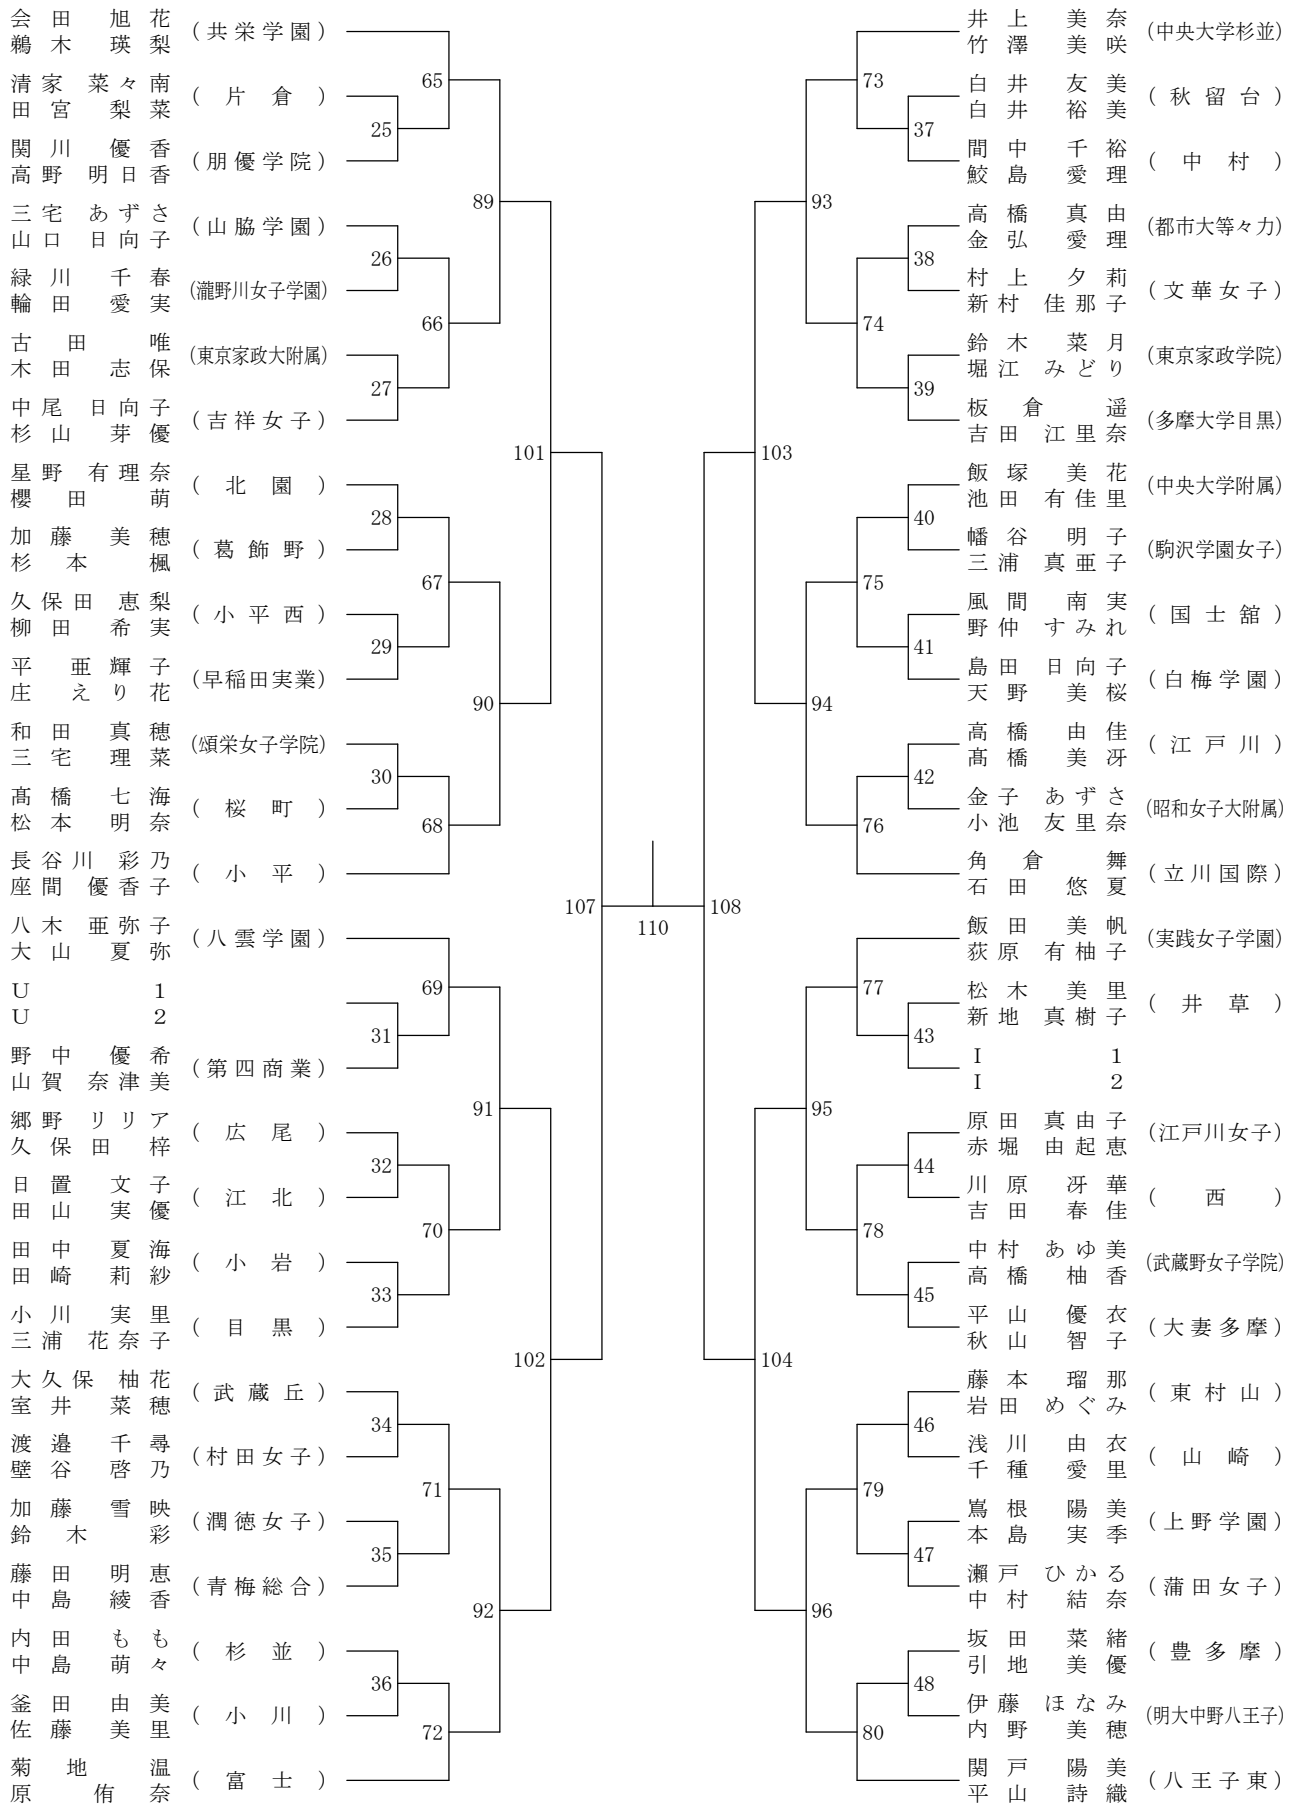 会田 旭花
鵜木 瑛梨
(共栄学園)
清家 菜々南
田宮 梨菜
(片倉)
関川 優香
高野 明日香
(朋優学院)
三宅 あずさ
山口 日向子
(山脇学園)
緑川 千春
輪田 愛実
(瀧野川女子学園)
古田 唯
木田 志保
(東京家政大附属)
中尾 日向子
杉山 芽優
(吉祥女子)
星野 有理奈
櫻田 萌
(北園)
加藤 美穂
杉本 楓
(葛飾野)
久保田 恵梨
柳田 希実
(小平西)
平 亜輝子
庄 えり花
(早稲田実業)
和田 真穂
三宅 理菜
(頌栄女子学院)
髙橋 七海
松本 明奈
(桜町)
長谷川 彩乃
座間 優香子
(小平)
八木 亜弥子
大山 夏弥
(八雲学園)
U 1
U 2
野中 優希
山賀 奈津美
(第四商業)
郷野 リリア
久保田 梓
(広尾)
日置 文子
田山 実優
(江北)
田中 夏海
田崎 莉紗
(小岩)
小川 実里
三浦 花奈子
(目黒)
大久保 柚花
室井 菜穂
(武蔵丘)
渡邉 千尋
壁谷 啓乃
(村田女子)
加藤 雪映
鈴木 彩
(潤徳女子)
藤田 明恵
中島 綾香
(青梅総合)
内田 もも
中島 萌々
(杉並)
釜田 由美
佐藤 美里
(小川)
菊地 温
原 侑奈
(富士)
65
25
89
26
66
27
101
28
67
29
90
30
68
107
69
31
91
32
70
33
102
34
71
35
92
36
72
110
73
37
93
38
74
39
103
40
75
41
94
42
76
108
77
43
95
44
78
45
104
46
79
47
96
48
80
井上 美奈
竹澤 美咲
(中央大学杉並)
白井 友美
白井 裕美
(秋留台)
間中 千裕
鮫島 愛理
(中村)
高橋 真由
金弘 愛理
(都市大等々力)
村上 夕莉
新村 佳那子
(文華女子)
鈴木 菜月
堀江 みどり
(東京家政学院)
板倉 遥
吉田 江里奈
(多摩大学目黒)
飯塚 美花
池田 有佳里
(中央大学附属)
幡谷 明子
三浦 真亜子
(駒沢学園女子)
風間 南実
野仲 すみれ
(国士舘)
島田 日向子
天野 美桜
(白梅学園)
高橋 由佳
髙橋 美冴
(江戸川)
金子 あずさ
小池 友里奈
(昭和女子大附属)
角倉 舞
石田 悠夏
(立川国際)
飯田 美帆
荻原 有柚子
(実践女子学園)
松木 美里
新地 真樹子
(井草)
I 1
I 2
原田 真由子
赤堀 由起恵
(江戸川女子)
川原 冴華
吉田 春佳
(西)
中村 あゆ美
高橋 柚香
(武蔵野女子学院)
平山 優衣
秋山 智子
(大妻多摩)
藤本 瑠那
岩田 めぐみ
(東村山)
浅川 由衣
千種 愛里
(山崎)
嶌根 陽美
本島 実季
(上野学園)
瀬戸 ひかる
中村 結奈
(蒲田女子)
坂田 菜緒
引地 美優
(豊多摩)
伊藤 ほなみ
内野 美穂
(明大中野八王子)
関戸 陽美
平山 詩織
(八王子東)